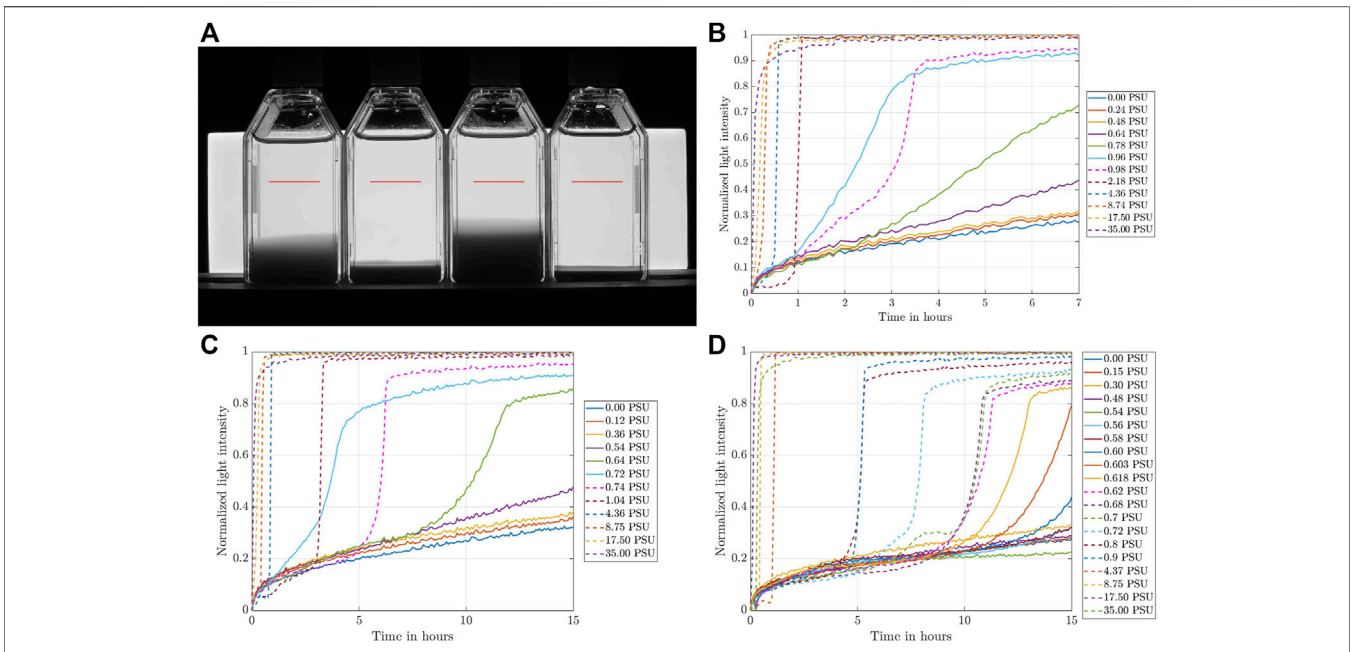 A
B
Normalized light intensity
1
0.9
0.8
0.7
0.6
0.5
0.4
0.3
0.2
0.1
0
0 1 2 3 4 5 6 7
Time in hours
0.00 PSU
0.24 PSU
0.48 PSU
0.64 PSU
0.78 PSU
0.96 PSU
0.98 PSU
2.18 PSU
4.36 PSU
8.74 PSU
17.50 PSU
35.00 PSU
C
Normalized light intensity
1
0.8
0.6
0.4
0.2
0
0 5 10 15
Time in hours
0.00 PSU
0.12 PSU
0.36 PSU
0.54 PSU
0.64 PSU
0.72 PSU
0.74 PSU
1.04 PSU
4.36 PSU
8.75 PSU
17.50 PSU
35.00 PSU
D
Normalized light intensity
1
0.8
0.6
0.4
0.2
0
0 5 10 15
Time in hours
0.00 PSU
0.15 PSU
0.30 PSU
0.48 PSU
0.54 PSU
0.56 PSU
0.58 PSU
0.60 PSU
0.603 PSU
0.618 PSU
0.62 PSU
0.68 PSU
0.7 PSU
0.72 PSU
0.8 PSU
0.9 PSU
4.37 PSU
8.75 PSU
17.50 PSU
35.00 PSU